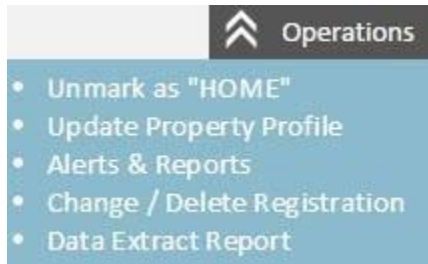 Operations
Unmark as "HOME"
Update Property Profile
Alerts & Reports
Change / Delete Registration
Data Extract Report